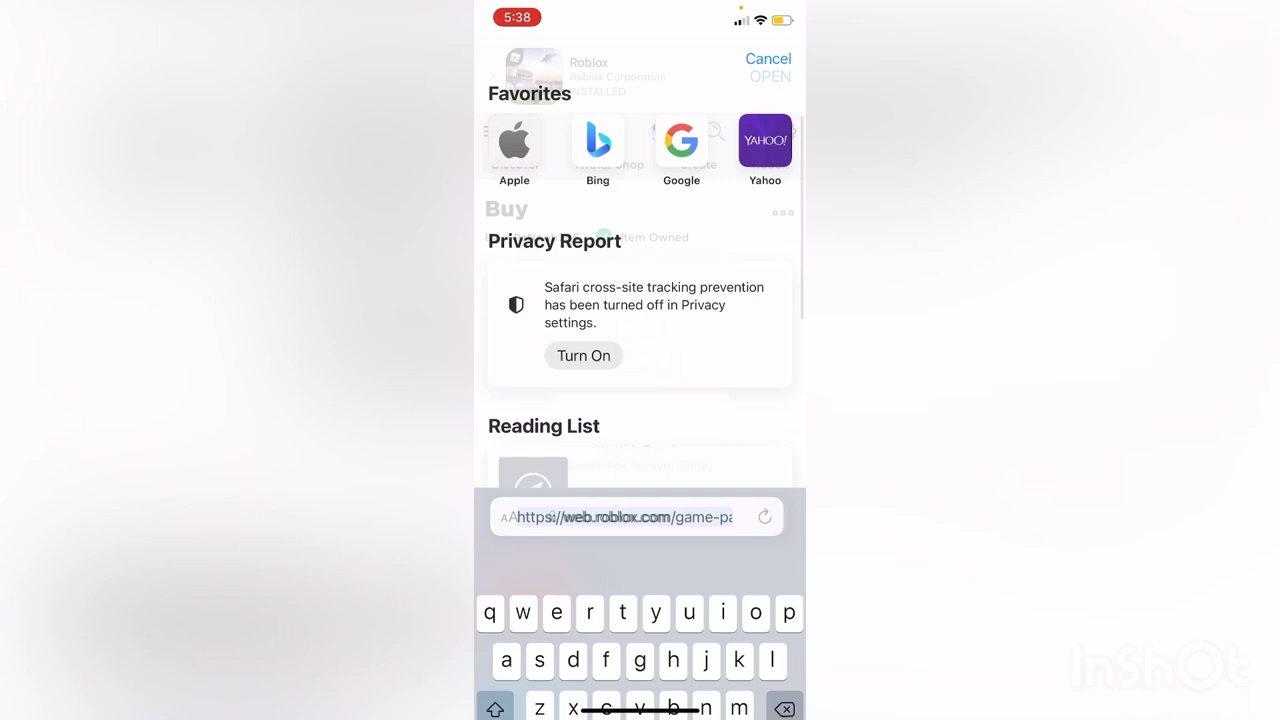 5:38
Roblox
Roblox Corporation
INSTALLED
Cancel
OPEN
Favorites
YAHOO!
Apple
Bing
Google
Yahoo
Buy
Item Owned
Privacy Report
Safari cross-site tracking prevention
has been turned off in Privacy
settings.
Turn On
Reading List
https://web.roblox.com/game-pa
q w e r t y u i o p
a s d f g h j k l
z x c v b n m
InShOt